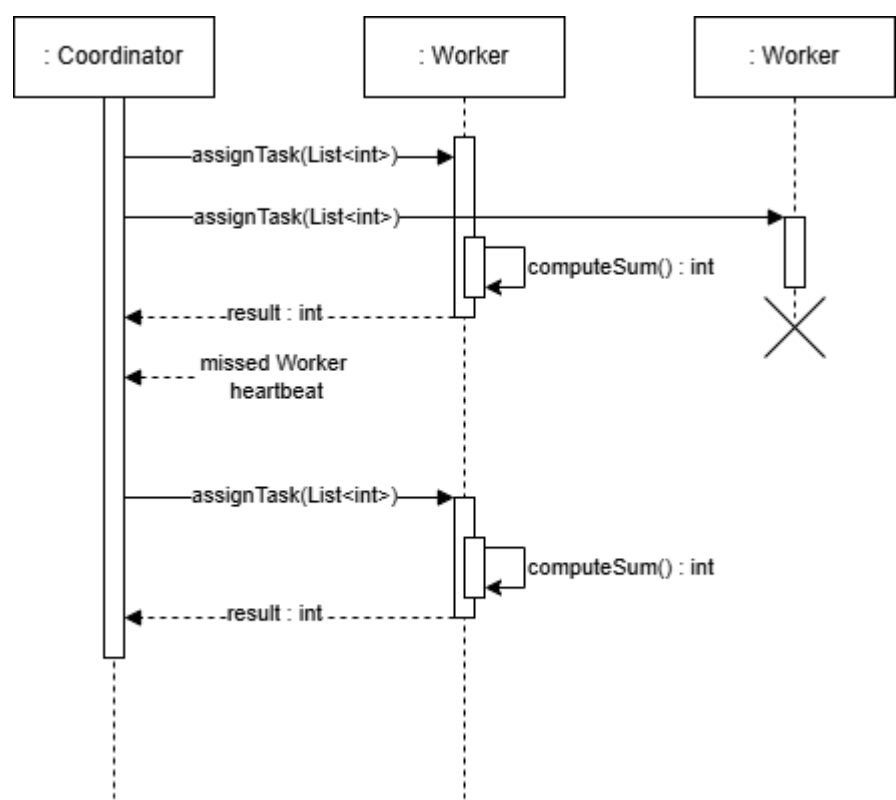 : Coordinator
: Worker
: Worker
assignTask(List<int>)
assignTask(List<int>)
computeSum() : int
result : int
missed Worker
heartbeat
assignTask(List<int>)
computeSum() : int
result : int